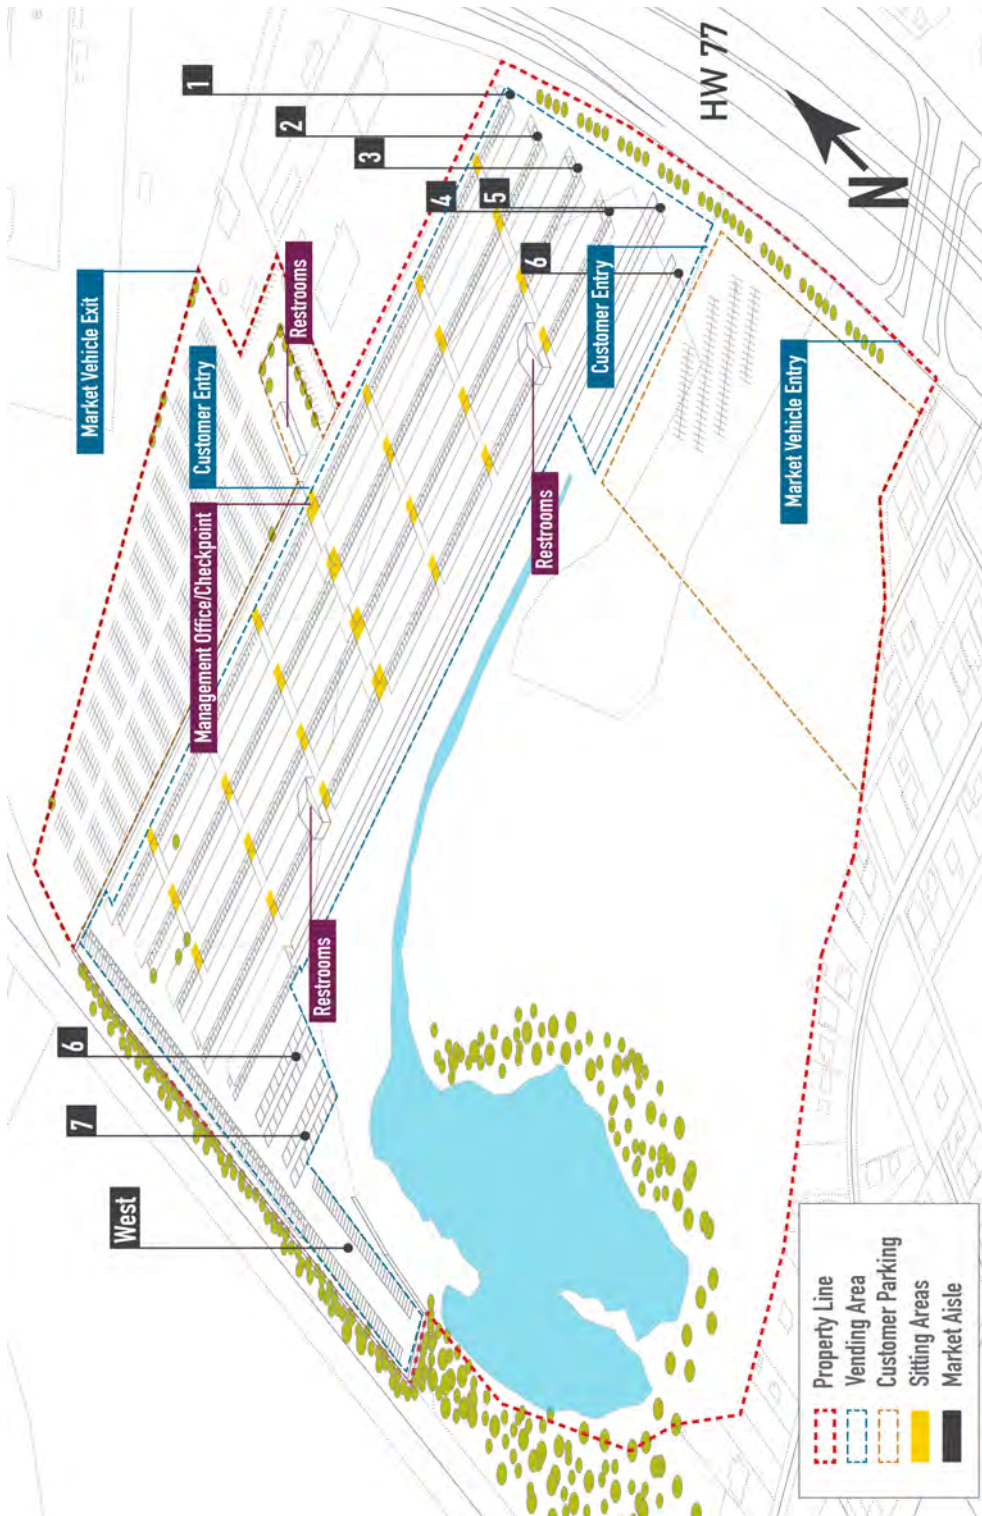 6
7
Market Vehicle Exit
West
1
Management Office/Checkpoint
Customer Entry
2
Restrooms
Restrooms
3
4
5
6
Restrooms
Customer Entry
HW 77
Market Vehicle Entry
N
Property Line
Vending Area
Customer Parking
Sitting Areas
Market Aisle